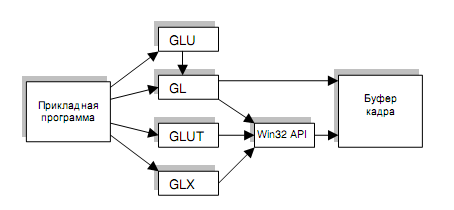 GLU
GL
Прикладная
программа
Буфер
кадра
GLUT
Win32 API
GLX